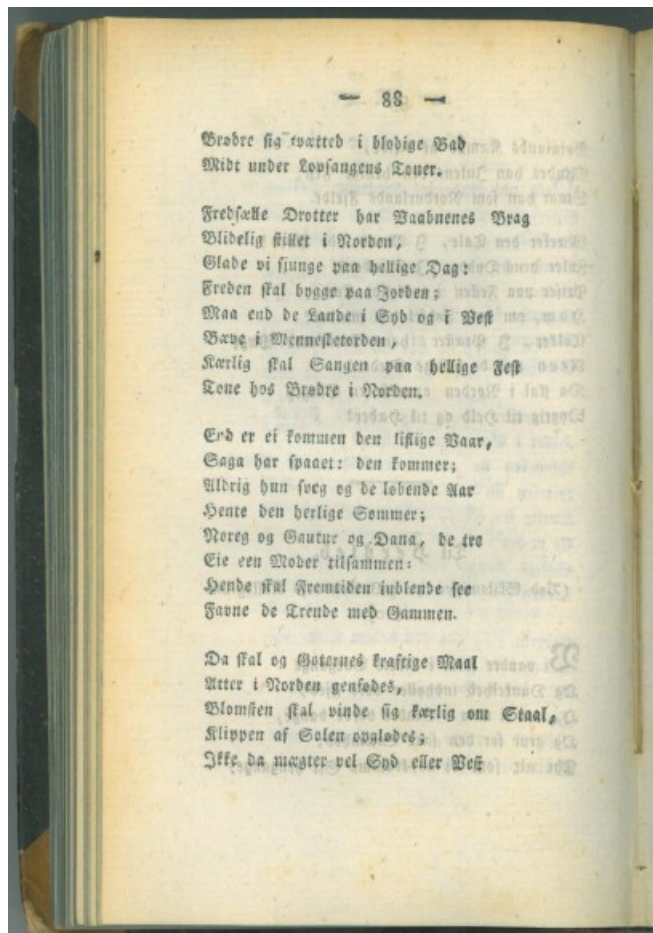 — 88 —
Brødre sig tvætted i blodige Bad
Midt under Lovsangens Toner.
Fredsælle Drotter har Vaabnenes Brag
Blidelig stillet i Norden,
Glade vi siunge paa hellige Dag:
Freden skal bygge paa Jorden;
Maa end de Lande i Syd og i Vest
Bæve i Mennesketorden,
Kærlig skal Sangen paa hellige Fest
Tone hos Brødre i Norden.
End er ei kommen den liflige Vaar,
Saga har spaaet: den kommer;
Aldrig hun sveg og de løbende Aar
Hente den herlige Sommer;
Noreg og Gautur og Dana, de tre
Eie een Moder tilsammen:
Hende skal Fremtiden iublende see
Favne de Trende med Gammen.
Da skal og Goternes kraftige Maal
Atter i Norden genfødes,
Blomsten skal vinde sig kærlig om Staal,
Klippen af Solen opglødes;
Ikke da mægter vel Syd eller Vest